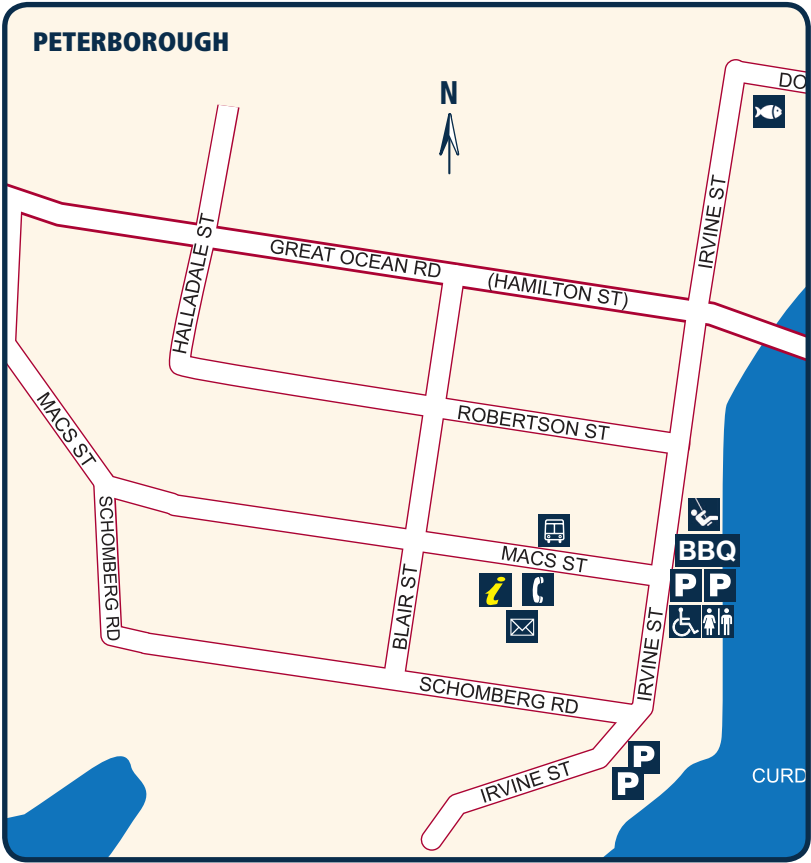 PETERBOROUGH
DO
N
IRVINE ST
HALLADALE ST
GREAT OCEAN RD
(HAMILTON ST)
ROBERTSON ST
MACS ST
SCHOMBERG RD
MACS ST
BBQ
i
P P
BLAIR ST
IRVINE ST
SCHOMBERG RD
P
P
IRVINE ST
CURD